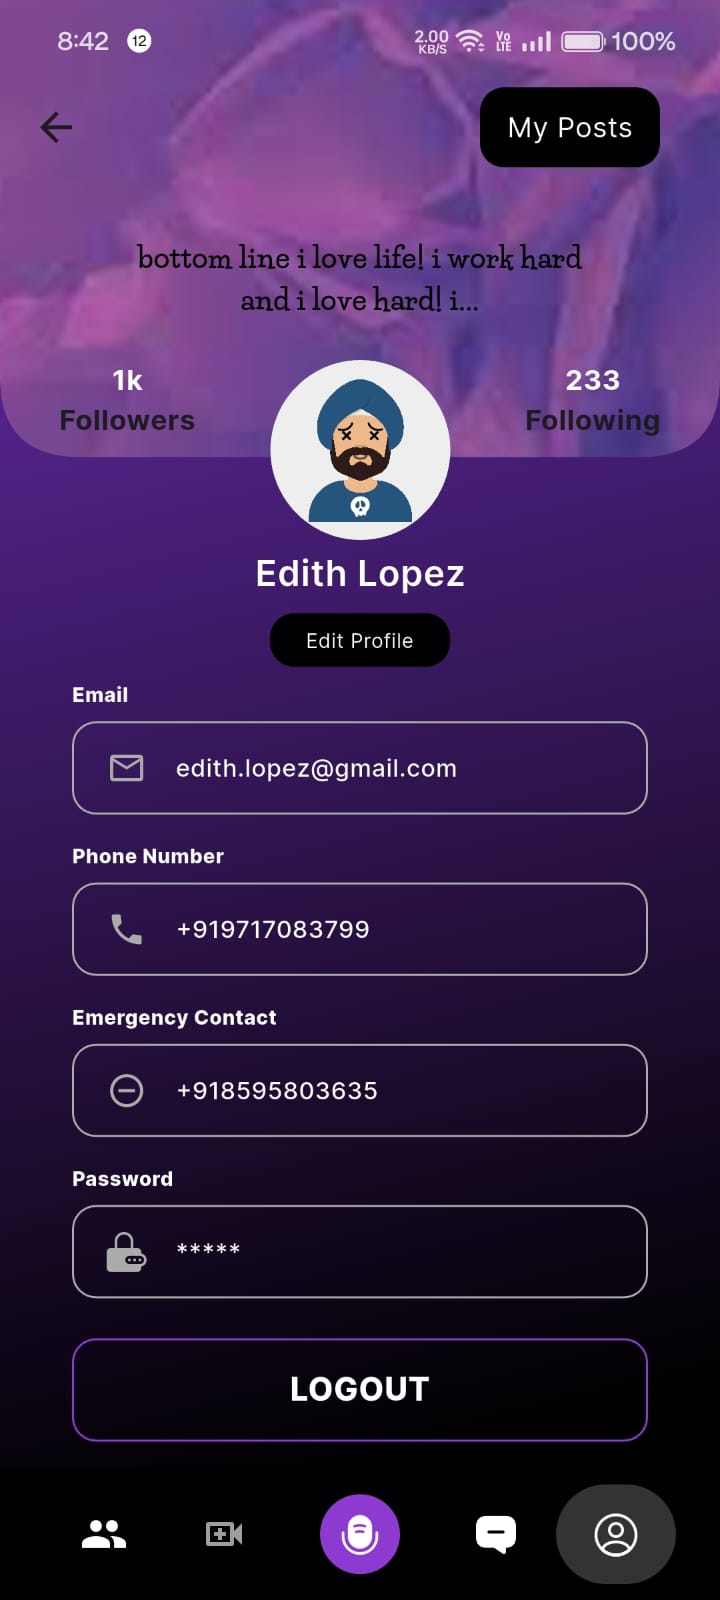 8:42 12 2.00 KB/S Vo LTE 100%
My Posts
bottom line i love life! i work hard
and i love hard! i...
1k
Followers
233
Following
Edith Lopez
Edit Profile
Email
edith.lopez@gmail.com
Phone Number
+919717083799
Emergency Contact
+918595803635
Password
*****
LOGOUT